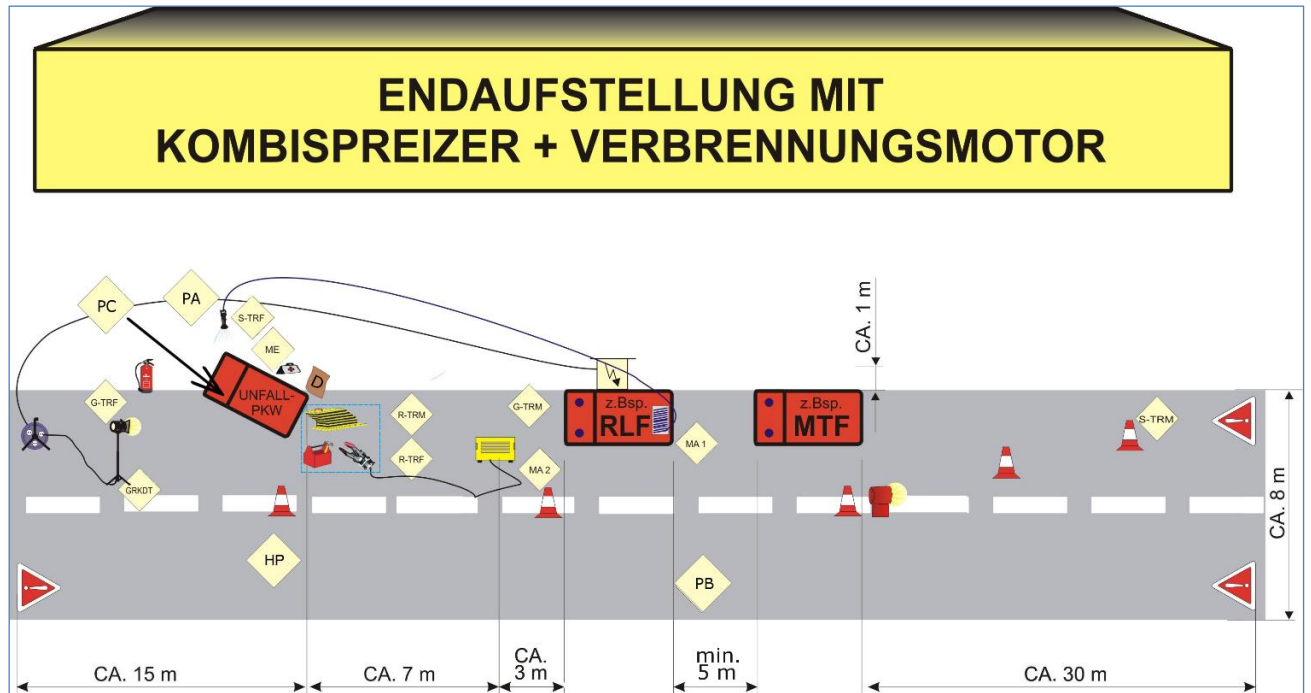 ENDAUFSTELLUNG MIT
KOMBISPREIZER + VERBRENNUNGSMOTOR
PC
PA
S-TRF
ME
D
UNFALL-
PKW
G-TRF
GRKDT
R-TRM
R-TRF
G-TRM
MA 2
z.Bsp.
RLF
MA 1
z.Bsp.
MTF
CA. 1 m
S-TRM
CA. 8 m
HP
PB
CA. 15 m
CA. 7 m
CA.
3 m
min.
5 m
CA. 30 m